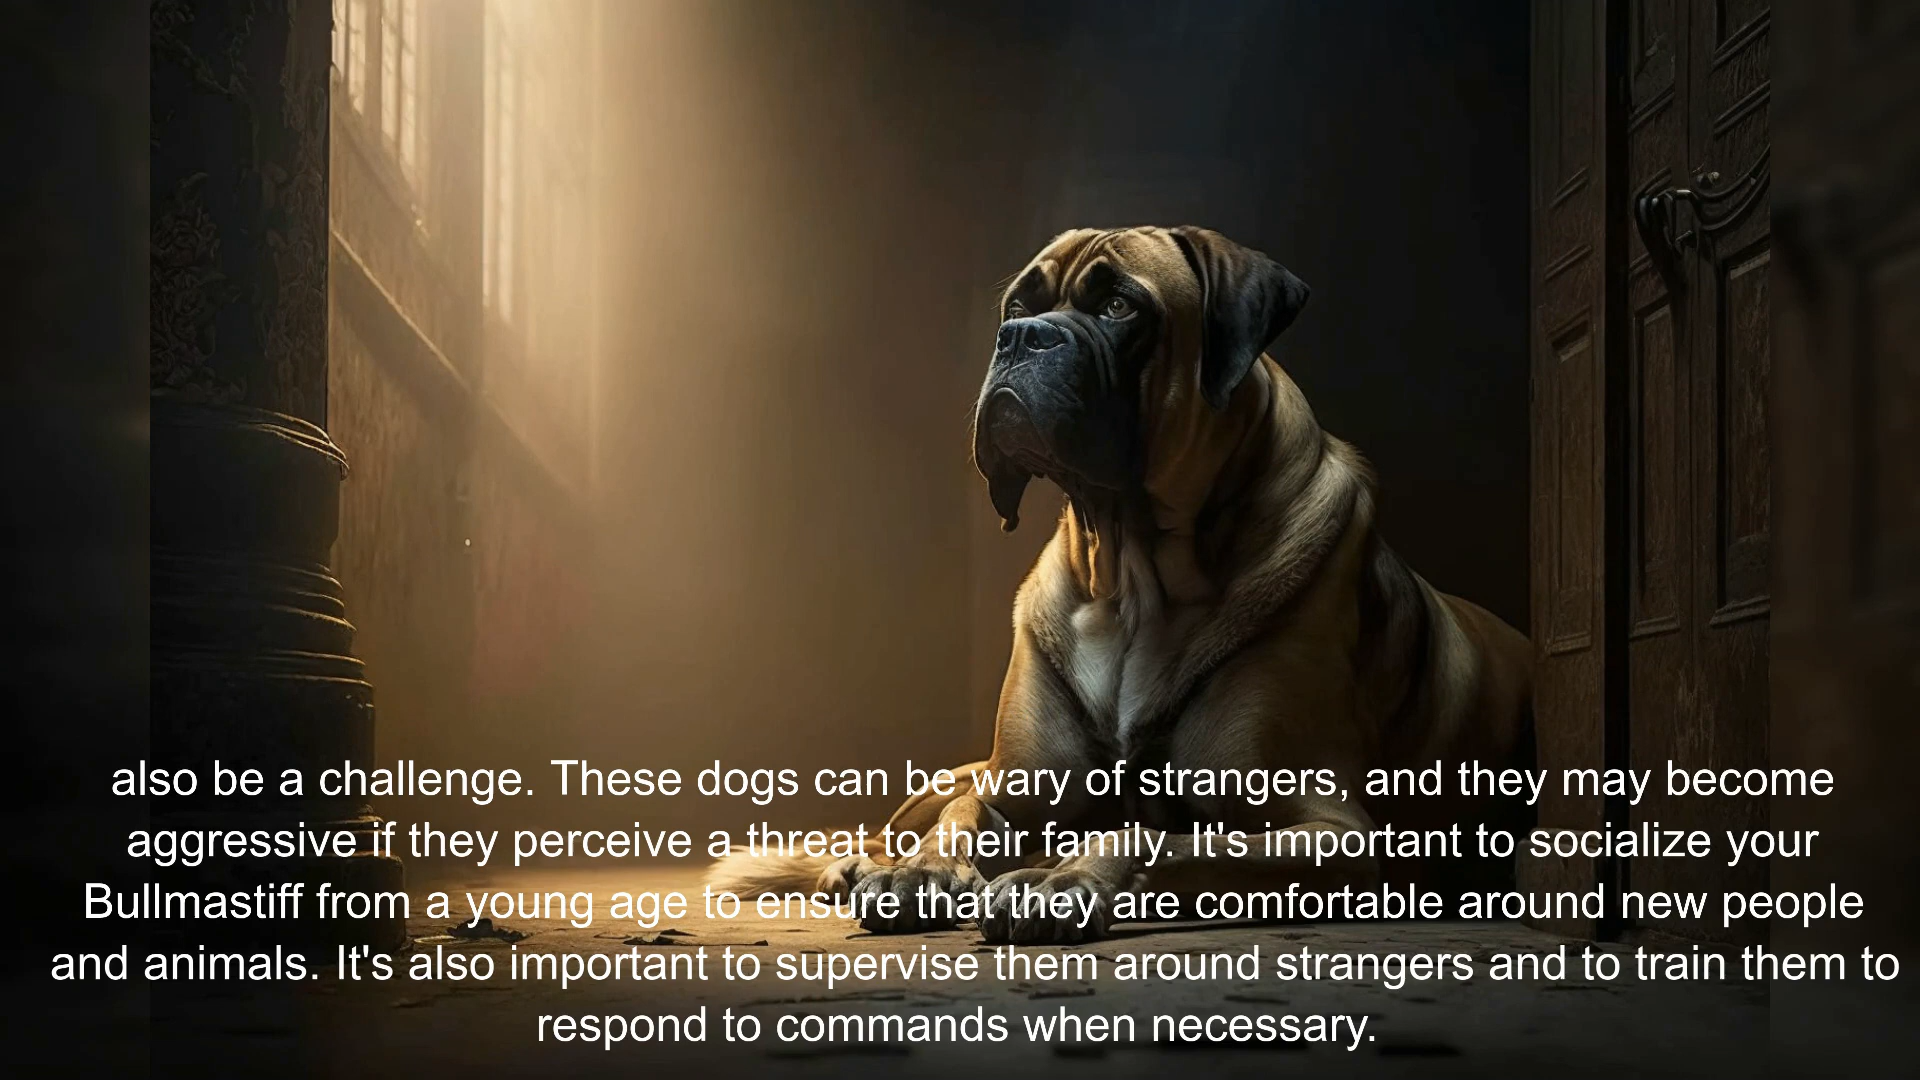 also be a challenge. These dogs can be wary of strangers, and they may become
aggressive if they perceive a threat to their family. It's important to socialize your
Bullmastiff from a young age to ensure that they are comfortable around new people
and animals. It's also important to supervise them around strangers and to train them to
respond to commands when necessary.